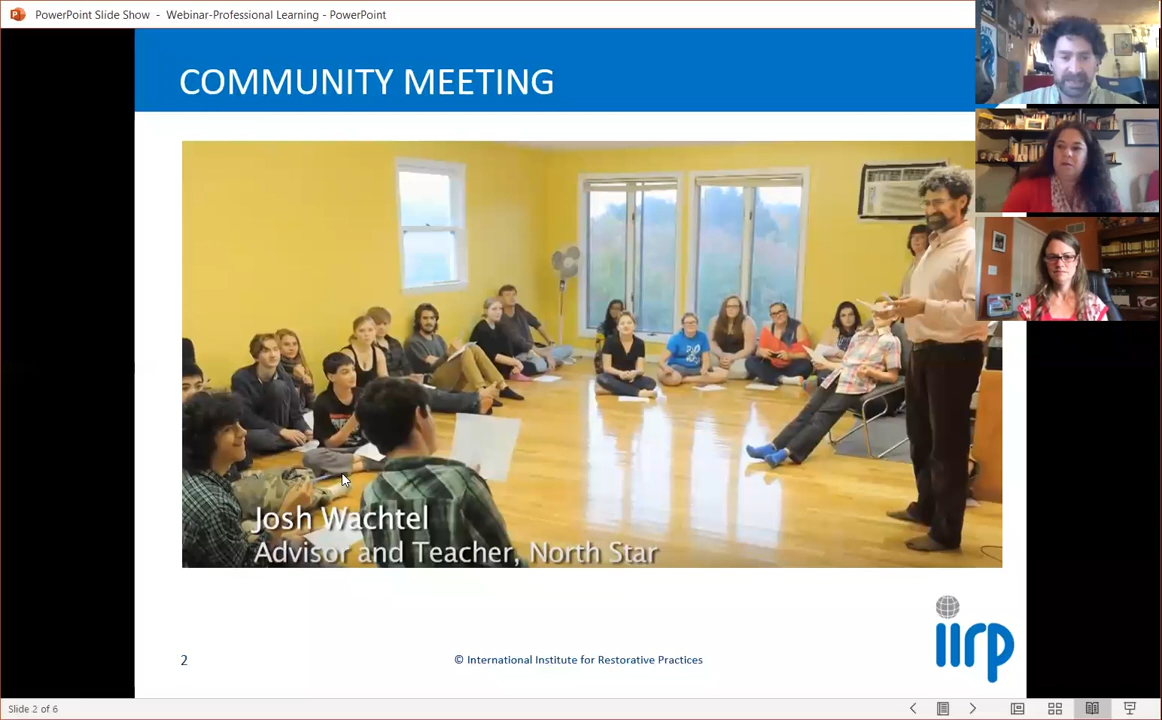 PowerPoint Slide Show - Webinar-Professional Learning - PowerPoint
COMMUNITY MEETING
Josh Wachtel
Advisor and Teacher, North Star
2
© International Institute for Restorative Practices
iirp
Slide 2 of 6